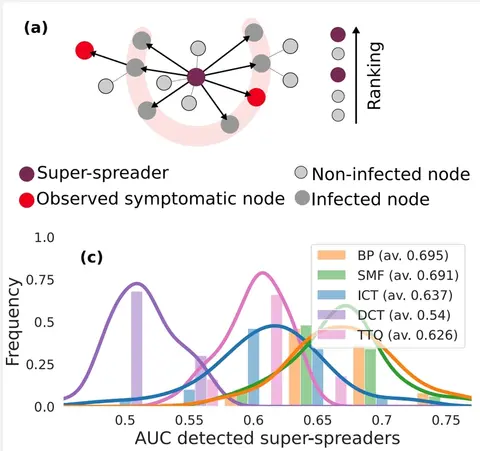 (a)
Ranking
Super-spreader
Non-infected node
Observed symptomatic node
Infected node
(c)
BP (av. 0.695)
SMF (av. 0.691)
ICT (av. 0.637)
DCT (av. 0.54)
TTQ (av. 0.626)
Frequency
1.0
0.75
0.5
0.25
0.0
0.5
0.55
0.6
0.65
0.7
0.75
AUC detected super-spreaders